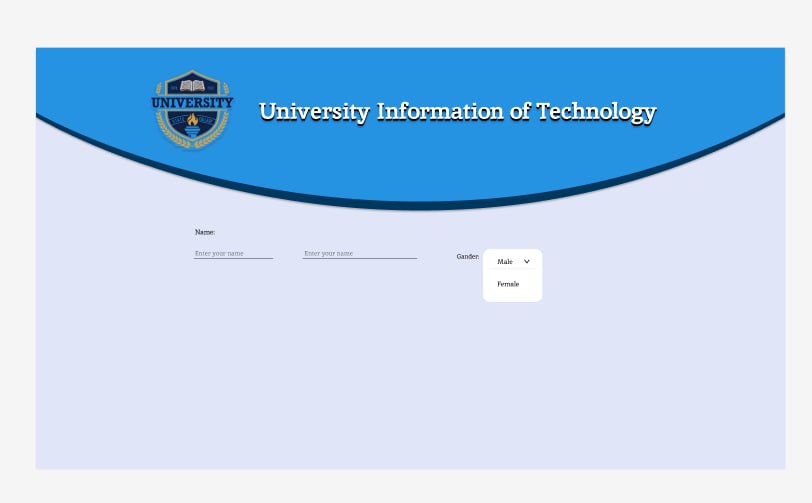 UNIVERSITY
University Information of Technology
Name:
Enter your name
Enter your name
Gander:
Male
Female